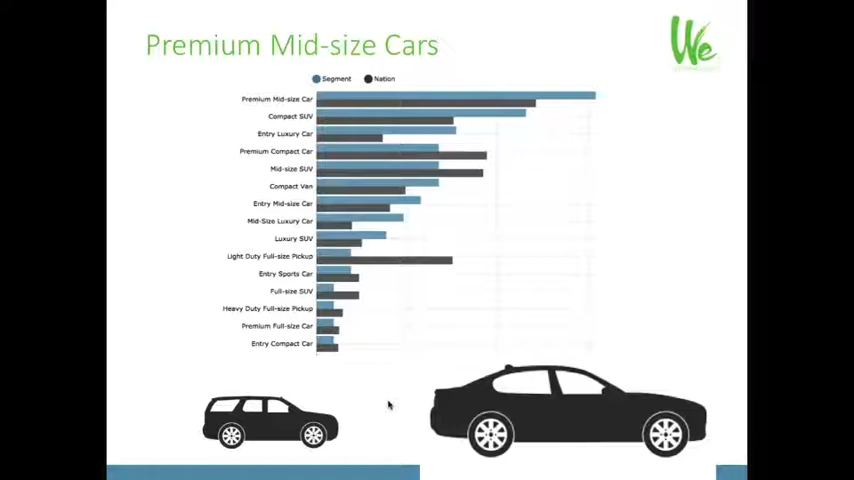 Premium Mid-size Cars
We
Segment Nation
Premium Mid-size Car
Compact SUV
Entry Luxury Car
Premium Compact Car
Mid-size SUV
Compact Van
Entry Mid-size Car
Mid-Size Luxury Car
Luxury SUV
Light Duty Full-size Pickup
Entry Sports Car
Full-size SUV
Heavy Duty Full-size Pickup
Premium Full-size Car
Entry Compact Car